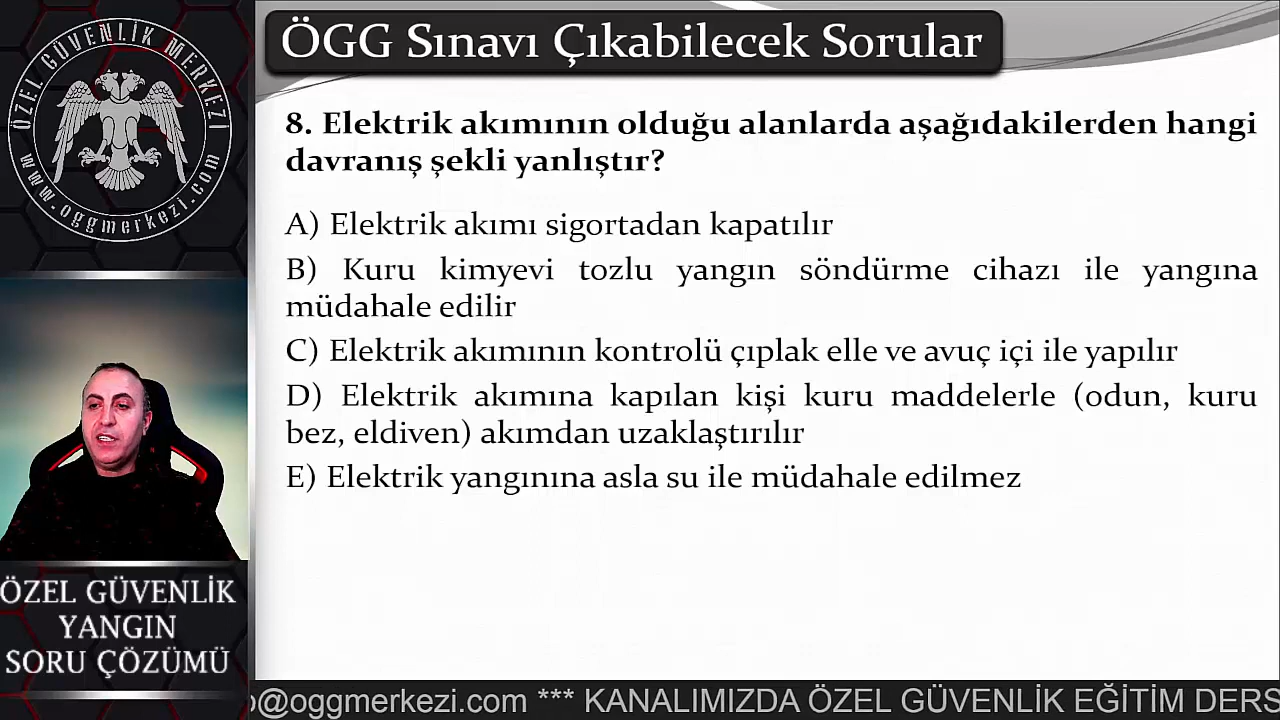 ÖZEL GÜVENLİK MERKEZİ
www.oggmerkezi.com
ÖGG Sınavı Çıkabilecek Sorular
8. Elektrik akımının olduğu alanlarda aşağıdakilerden hangi
davranış şekli yanlıştır?
A) Elektrik akımı sigortadan kapatılır
B) Kuru kimyevi tozlu yangın söndürme cihazı ile yangına
müdahale edilir
C) Elektrik akımının kontrolü çıplak elle ve avuç içi ile yapılır
D) Elektrik akımına kapılan kişi kuru maddelerle (odun, kuru
bez, eldiven) akımdan uzaklaştırılır
E) Elektrik yangınına asla su ile müdahale edilmez
ÖZEL GÜVENLİK
YANGIN
SORU ÇÖZÜMÜ
@oggmerkezi.com *** KANALIMIZDA ÖZEL GÜVENLİK EĞİTİM DERS